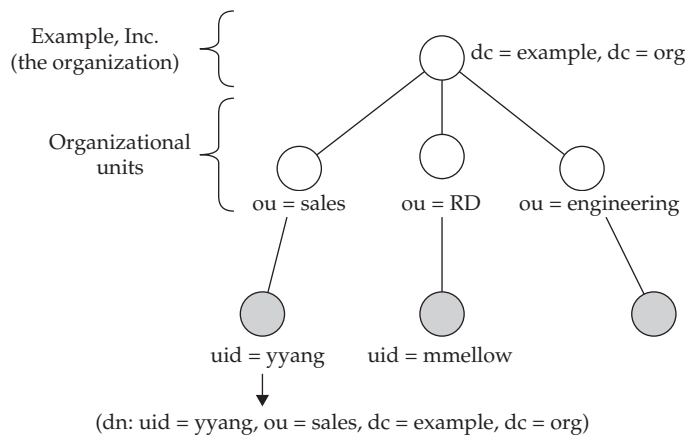 Example, Inc.
(the organization)
dc = example, dc = org
Organizational
units
ou = sales
ou = RD
ou = engineering
uid = yyang
uid = mmellow
(dn: uid = yyang, ou = sales, dc = example, dc = org)